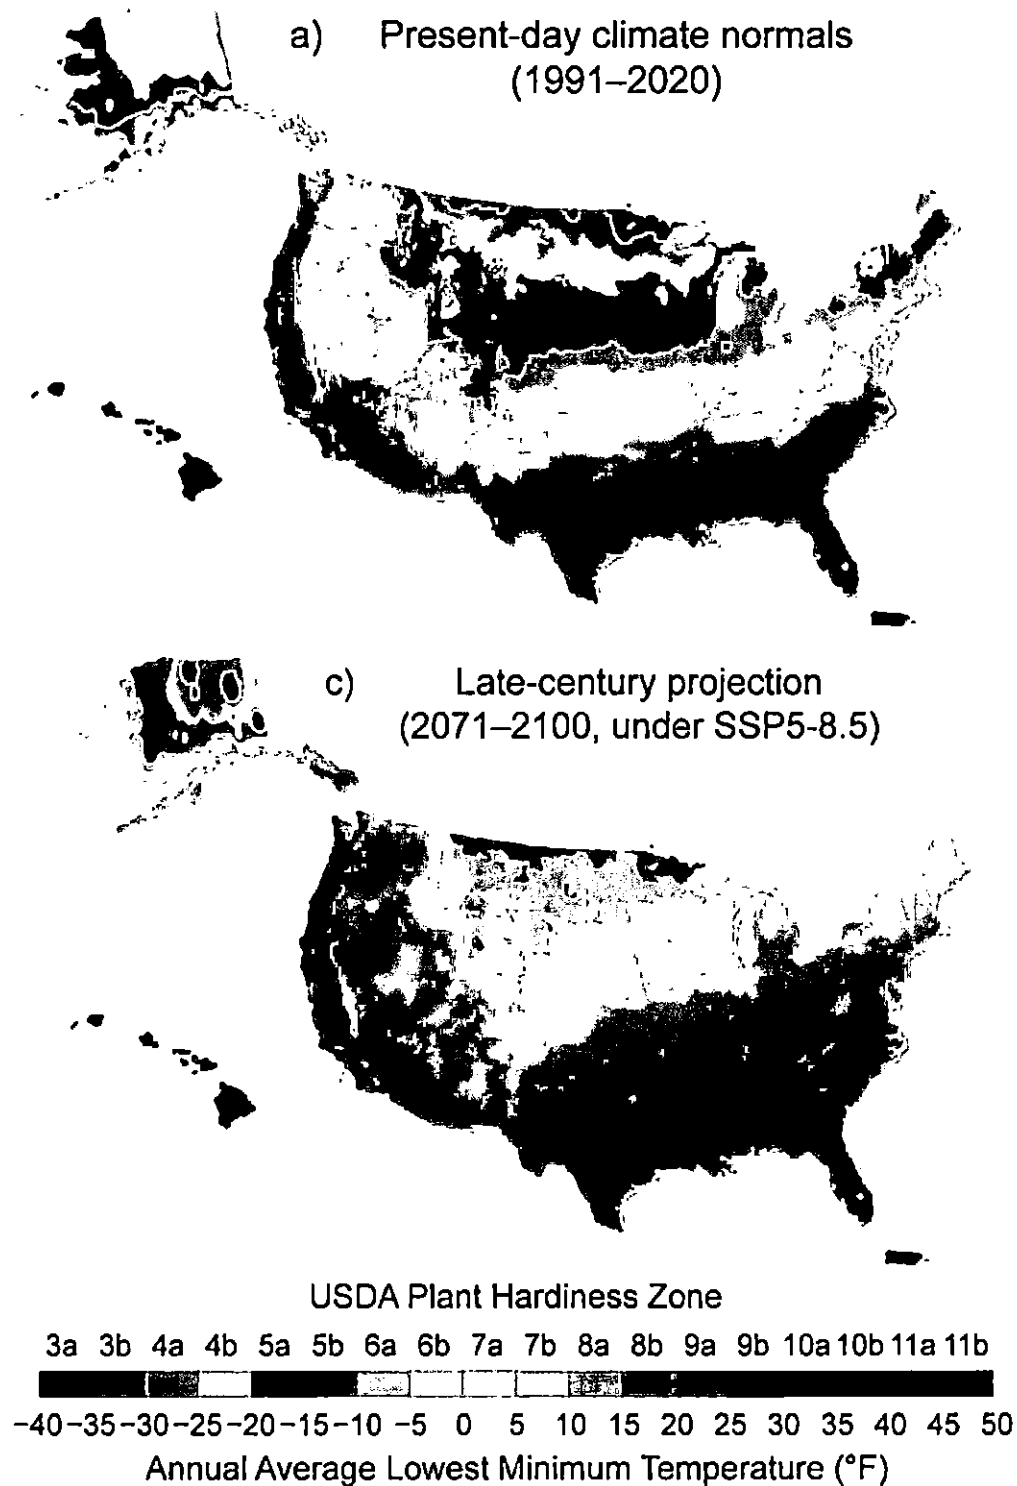 a) Present-day climate normals
(1991–2020)
c) Late-century projection
(2071–2100, under SSP5-8.5)
USDA Plant Hardiness Zone
3a 3b 4a 4b 5a 5b 6a 6b 7a 7b 8a 8b 9a 9b 10a 10b 11a 11b
−40 −35 −30 −25 −20 −15 −10 −5 0 5 10 15 20 25 30 35 40 45 50
Annual Average Lowest Minimum Temperature (°F)